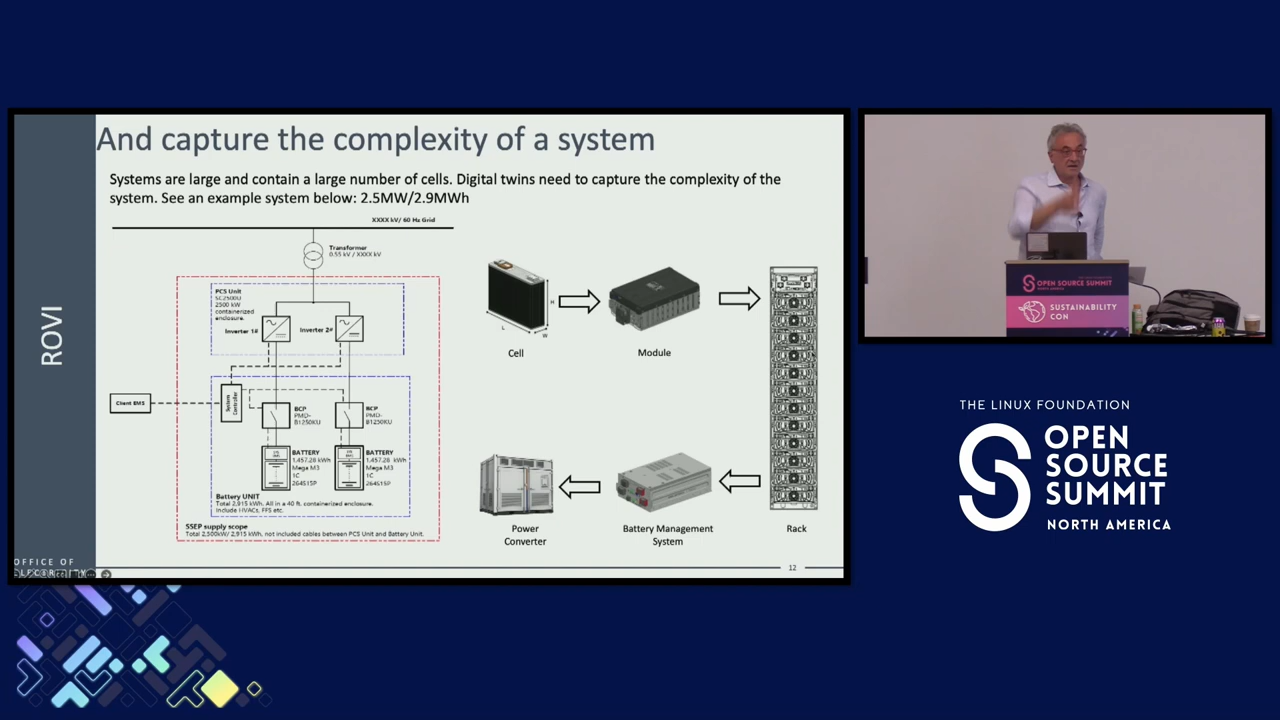 And capture the complexity of a system
Systems are large and contain a large number of cells. Digital twins need to capture the complexity of the
system. See an example system below: 2.5MW/2.9MWh
XXXX kV/ 60 Hz Grid
Transformer
0.55 kV / XXXX kV
PCS Unit
SC2500U
2500 kW
containerized
enclosure.
Inverter 1#
Inverter 2#
Client EMS
System
Controller
BCP
PMD-
B1250KU
BCP
PMD-
B1250KU
BATTERY
1,457.28 kWh
Mega M3
1C
264S15P
BATTERY
1,457.28 kWh
Mega M3
1C
264S15P
Battery UNIT
Total 2,915 kWh. All in a 40 ft. containerized enclosure.
Include HVACs, FFS etc.
SSEP supply scope
Total 2,500kW/ 2,915 kWh, not included cables between PCS Unit and Battery Unit.
H
L
W
Cell
Module
Rack
Battery Management
System
Power
Converter
ROVI
OFFICE OF
12
OPEN SOURCE SUMMIT
SUSTAINABILITY
CON
THE LINUX FOUNDATION
OPEN
SOURCE
SUMMIT
NORTH AMERICA